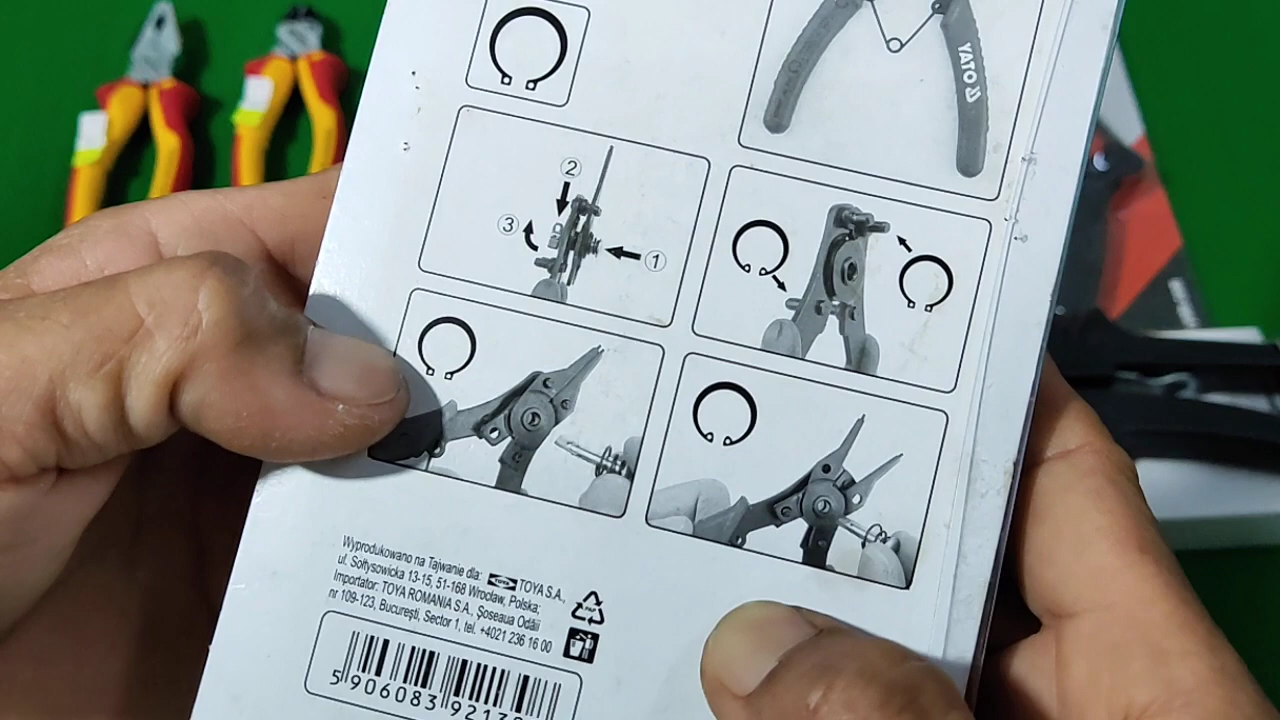 YATO
②
③
①
Wyprodukowano na Tajwanie dla: TOYA S.A.,
ul. Sołtysowicka 13-15, 51-168 Wrocław, Polska;
Importator: TOYA ROMANIA S.A., Şoseaua Odăii
nr 109-123, Bucureşti, Sector 1, tel. +4021 236 16 00
5 906083 9213